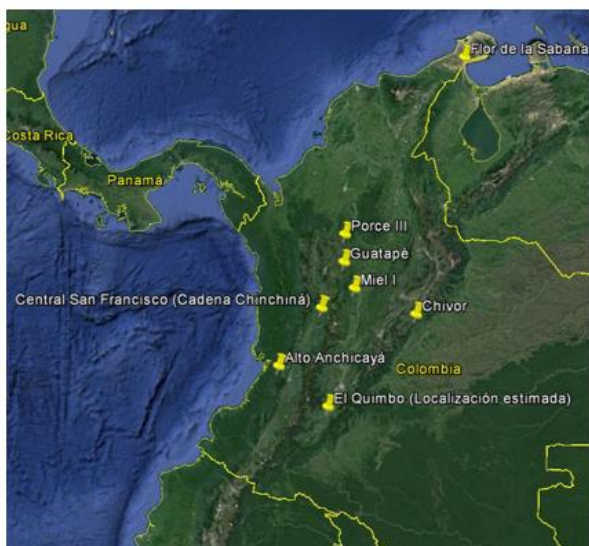 gua
Flor de la Sabana
Costa Rica
Panamá
Porce III
Guatapé
Miel I
Central San Francisco (Cadena Chinchiná)
Chivor
Alto Anchicayá
Colombia
El Quimbo (Localización estimada)